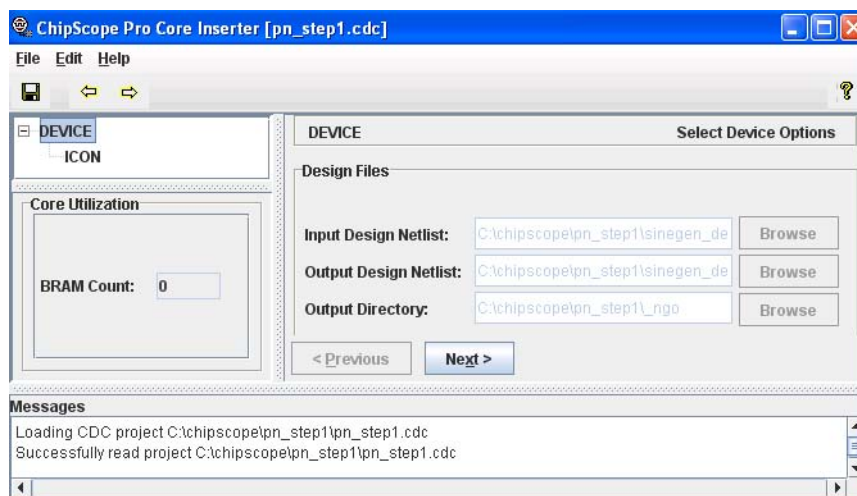 ChipScope Pro Core Inserter [pn_step1.cdc]
File Edit Help
DEVICE
ICON
Core Utilization
BRAM Count: 0
DEVICE Select Device Options
Design Files
Input Design Netlist: C:\chipscope\pn_step1\sinegen_de Browse
Output Design Netlist: C:\chipscope\pn_step1\sinegen_de Browse
Output Directory: C:\chipscope\pn_step1\_ngo Browse
< Previous Next >
Messages
Loading CDC project C:\chipscope\pn_step1\pn_step1.cdc
Successfully read project C:\chipscope\pn_step1\pn_step1.cdc